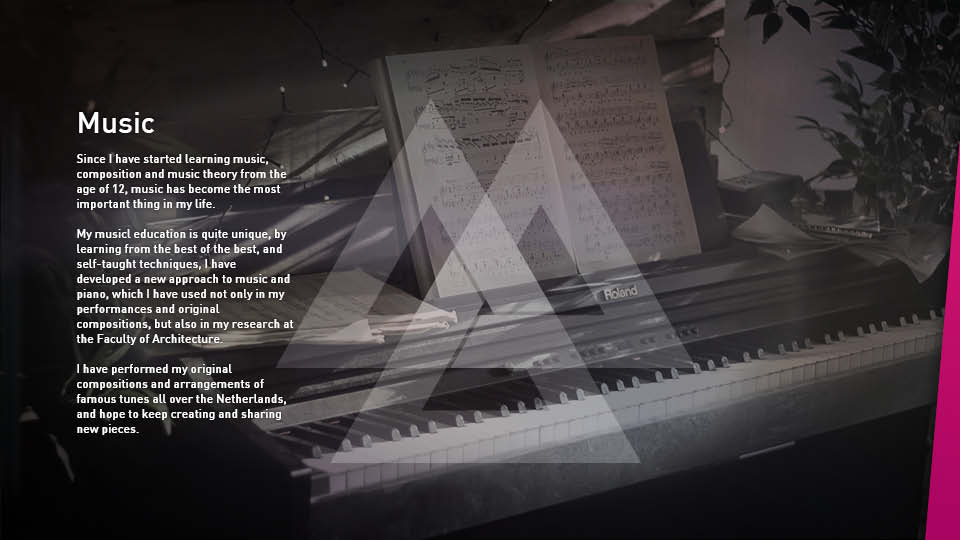 Music
Since I have started learning music,
composition and music theory from the
age of 12, music has become the most
important thing in my life.
My musicl education is quite unique, by
learning from the best of the best, and
self-taught techniques, I have
developed a new approach to music and
piano, which I have used not only in my
performances and original
compositions, but also in my research at
the Faculty of Architecture.
I have performed my original
compositions and arrangements of
famous tunes all over the Netherlands,
and hope to keep creating and sharing
new pieces.
Roland